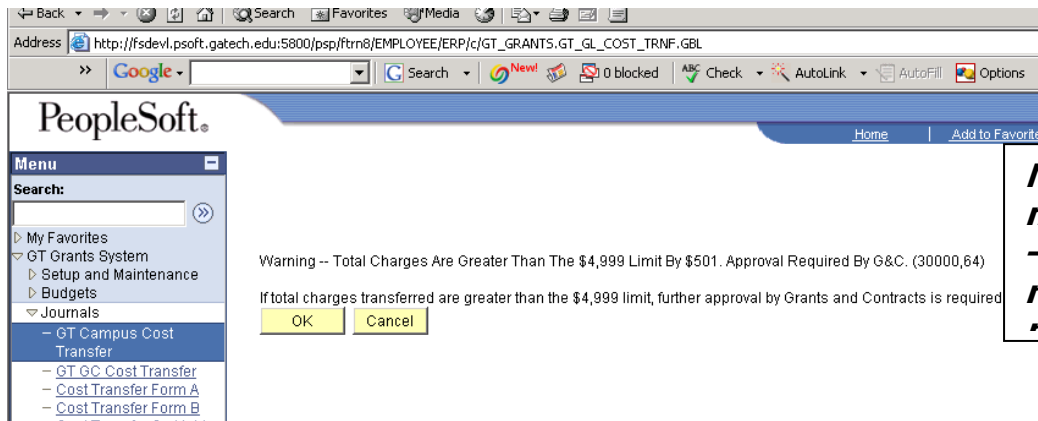 Back Search Favorites Media
Address http://fsdevl.psoft.gatech.edu:5800/psp/ftrn8/EMPLOYEE/ERP/c/GT_GRANTS.GT_GL_COST_TRNF.GBL
» Google Search New! 0 blocked ABC Check AutoLink AutoFill Options
PeopleSoft®
Home | Add to Favorite
Menu
Search:
My Favorites
GT Grants System
Setup and Maintenance
Budgets
Journals
– GT Campus Cost
Transfer
– GT GC Cost Transfer
– Cost Transfer Form A
– Cost Transfer Form B
Warning -- Total Charges Are Greater Than The $4,999 Limit By $501. Approval Required By G&C. (30000,64)
If total charges transferred are greater than the $4,999 limit, further approval by Grants and Contracts is required
OK Cancel